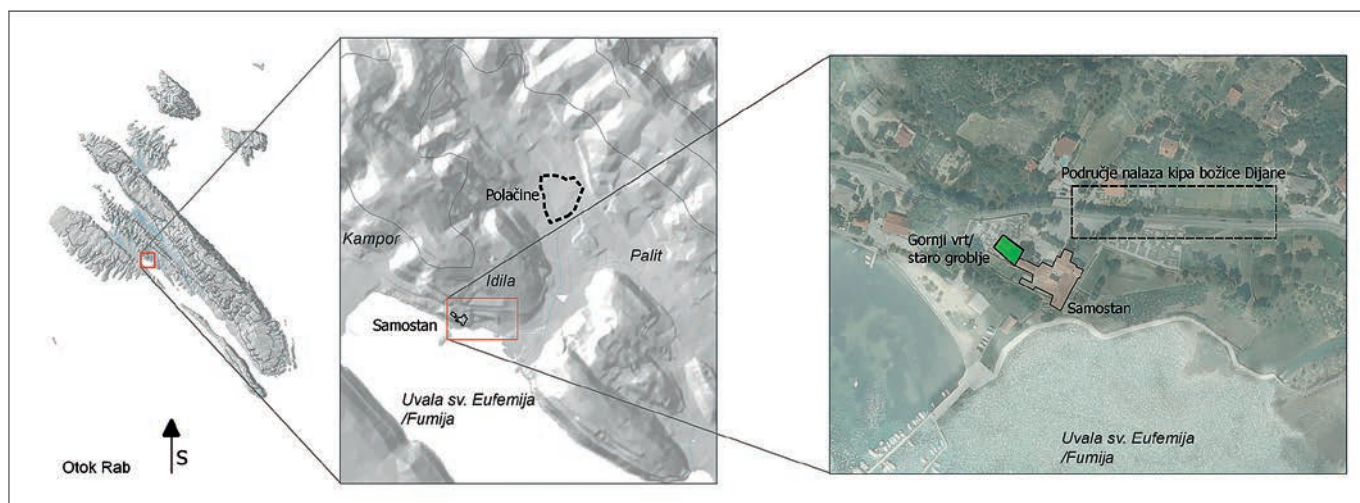 Otok Rab
S
Polačine
Kampor
Palit
Idila
Samostan
Uvala sv. Eufemija
/Fumija
Područje nalaza kipa božice Dijane
Gornji vrt/
staro groblje
Samostan
Uvala sv. Eufemija
/Fumija